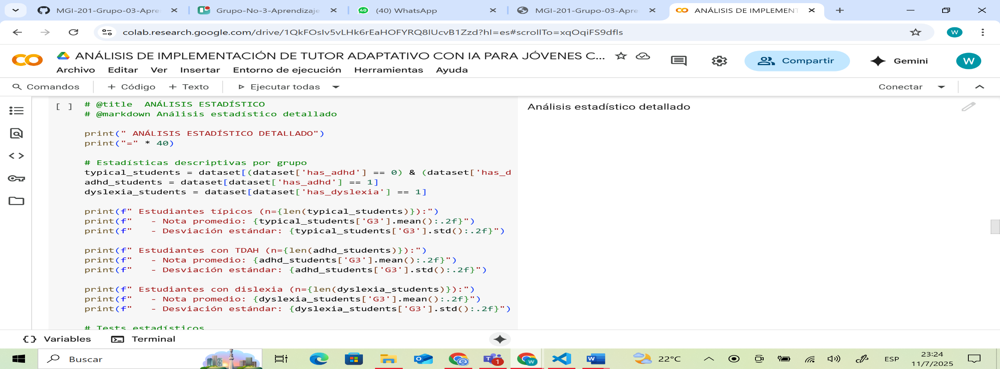 MGI-201-Grupo-03-Apre
Grupo-No-3-Aprendizaje
(40) WhatsApp
MGI-201-Grupo-03-Apre
ANÁLISIS DE IMPLEMENT
colab.research.google.com/drive/1QkFOsIv5vLHk6rEaHOFYRQ8lUcvB1Zzd?hl=es#scrollTo=xqOqiFS9dfIs
W
ANÁLISIS DE IMPLEMENTACIÓN DE TUTOR ADAPTATIVO CON IA PARA JÓVENES C...
Archivo Editar Ver Insertar Entorno de ejecución Herramientas Ayuda
Compartir
Gemini
W
Comandos + Código + Texto Ejecutar todas
Conectar
[ ]
# @title  ANÁLISIS ESTADÍSTICO
# @markdown Análisis estadístico detallado
print(" ANÁLISIS ESTADÍSTICO DETALLADO")
print("=" * 40)
# Estadísticas descriptivas por grupo
typical_students = dataset[(dataset['has_adhd'] == 0) & (dataset['has_d
adhd_students = dataset[dataset['has_adhd'] == 1]
dyslexia_students = dataset[dataset['has_dyslexia'] == 1]
print(f" Estudiantes típicos (n={len(typical_students)}):")
print(f"   - Nota promedio: {typical_students['G3'].mean():.2f}")
print(f"   - Desviación estándar: {typical_students['G3'].std():.2f}")
print(f" Estudiantes con TDAH (n={len(adhd_students)}):")
print(f"   - Nota promedio: {adhd_students['G3'].mean():.2f}")
print(f"   - Desviación estándar: {adhd_students['G3'].std():.2f}")
print(f" Estudiantes con dislexia (n={len(dyslexia_students)}):")
print(f"   - Nota promedio: {dyslexia_students['G3'].mean():.2f}")
print(f"   - Desviación estándar: {dyslexia_students['G3'].std():.2f}")
# Tests estadísticos
Análisis estadístico detallado
Variables
Terminal
Buscar
22°C
ESP
23:24
11/7/2025